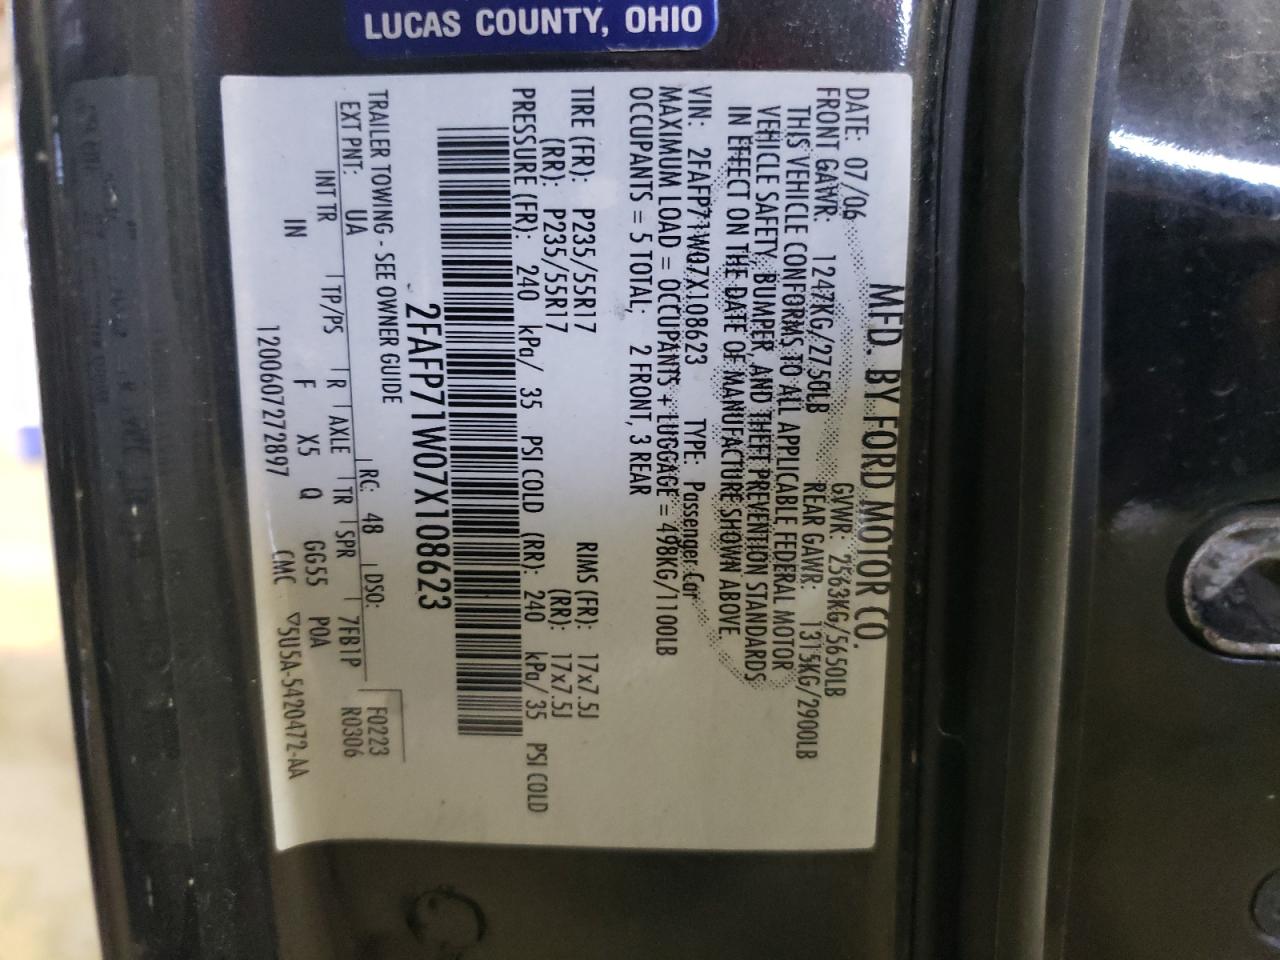 LUCAS COUNTY, OHIO
MFD. BY FORD MOTOR CO.
DATE: 07/06 GVWR: 2563KG/5650LB
FRONT GAWR: 1247KG/2750LB REAR GAWR: 1315KG/2900LB
THIS VEHICLE CONFORMS TO ALL APPLICABLE FEDERAL MOTOR
VEHICLE SAFETY, BUMPER, AND THEFT PREVENTION STANDARDS
IN EFFECT ON THE DATE OF MANUFACTURE SHOWN ABOVE.
VIN: 2FAFP71W07X108623 TYPE: Passenger Car
MAXIMUM LOAD = OCCUPANTS + LUGGAGE = 498KG/1100LB
OCCUPANTS = 5 TOTAL: 2 FRONT, 3 REAR
TIRE (FR): P235/55R17 RIMS (FR): 17x7.5J
(RR): P235/55R17 (RR): 17x7.5J
PRESSURE (FR): 240 kPa/ 35 PSI COLD (RR): 240 kPa/ 35 PSI COLD
2FAFP71W07X108623
TRAILER TOWING - SEE OWNER GUIDE
F0223
EXT PNT: UA RC: 48 DSO: 7FB1P R0306
INT TR TP/PS R AXLE TR SPR
IN F X5 Q GG55 P0A
1200607272897 CMC ▽5U5A-5420472-AA